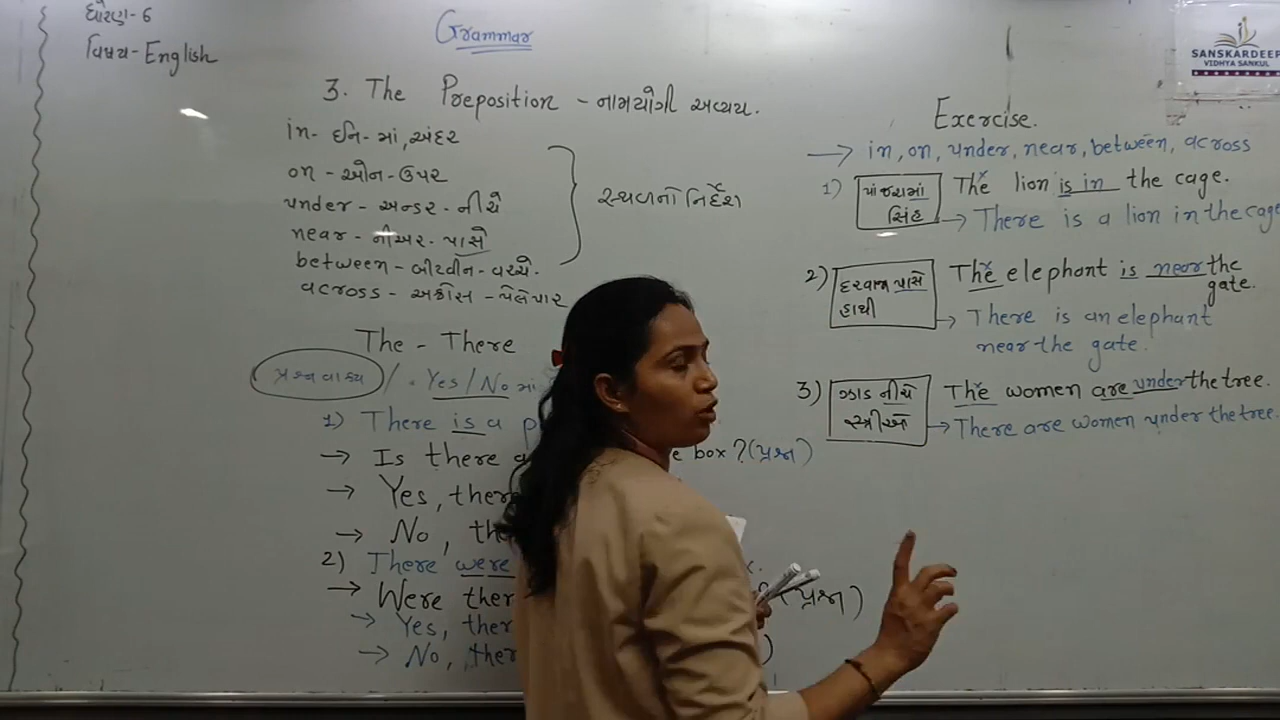 ધોરણ-6
વિષય-English
Grammar
SANSKARDEEP
VIDHYA SANKUL
3. The Preposition - નામયોગી અવ્યય.
in - ઈન - માં, અંદર
on - ઓન - ઉપર
under - અન્ડર - નીચે
near - નીઅર - પાસે
between - બીટવીન - વચ્ચે.
across - અક્રોસ - પેલેપાર
સ્થળનો નિર્દેશ
The - There
પ્રશ્ન વાક્ય / . Yes/No માં
1) There is a p
→ Is there a e box? (પ્રશ્ન)
→ Yes, ther
→ No, the
2) There were
→ Were ther ? (પ્રશ્ન)
→ Yes, ther
→ No, ther
Exercise.
→ in, on, under, near, between, across
1) પાંજરામાં સિંહ
The lion is in the cage.
→ There is a lion in the cage
2) દરવાજા પાસે હાથી
The elephont is near the gate.
→ There is an elephant
near the gate.
3) ઝાડ નીચે સ્ત્રીઓ
The women are under the tree.
→ There are women under the tree.